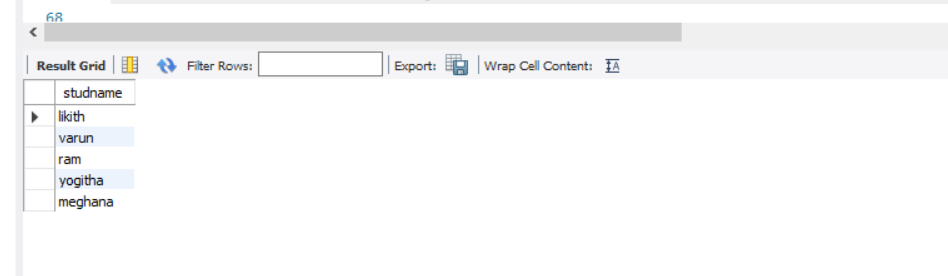 68
Result Grid Filter Rows: Export: Wrap Cell Content:
studname
likith
varun
ram
yogitha
meghana